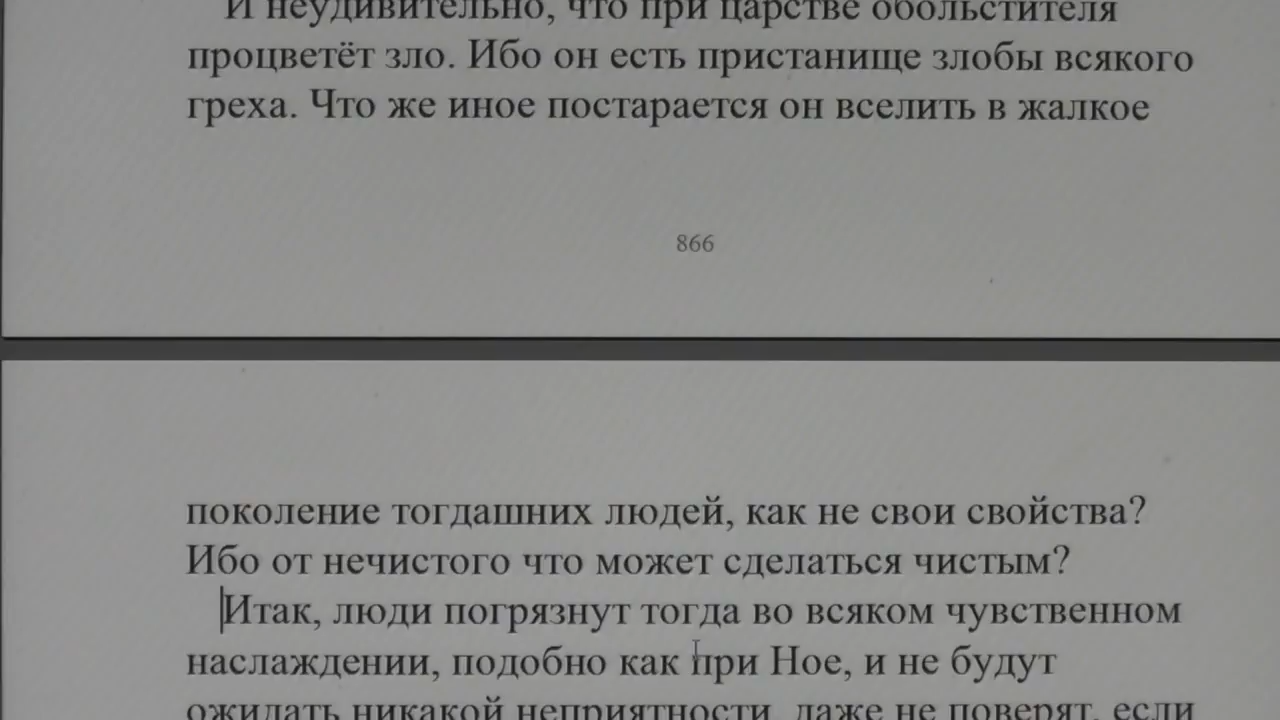 И неудивительно, что при царстве обольстителя
процветёт зло. Ибо он есть пристанище злобы всякого
греха. Что же иное постарается он вселить в жалкое
866
поколение тогдашних людей, как не свои свойства?
Ибо от нечистого что может сделаться чистым?
Итак, люди погрязнут тогда во всяком чувственном
наслаждении, подобно как при Ное, и не будут
ожидать никакой неприятности, даже не поверят, если